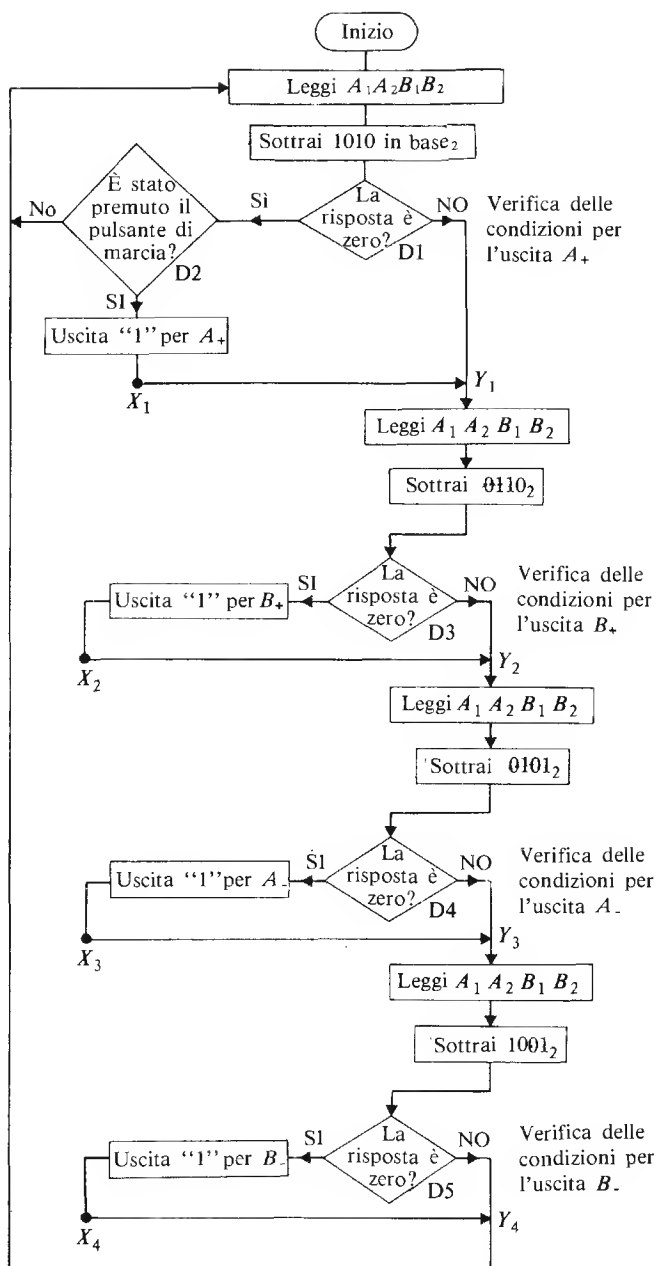 Inizio
Leggi A₁A₂B₁B₂
Sottrai 1010 in base₂
È stato
premuto il
pulsante di
marcia?
D2
No
Sì
SI
La
risposta è
zero?
D1
NO
Verifica delle
condizioni per
l'uscita A₊
Uscita "1" per A₊
X₁
Y₁
Leggi A₁ A₂ B₁ B₂
Sottrai 0110₂
La
risposta è
zero?
D3
SI
NO
Verifica delle
condizioni per
l'uscita B₊
Uscita "1" per B₊
X₂
Y₂
Leggi A₁ A₂ B₁ B₂
Sottrai 0101₂
La
risposta è
zero?
D4
SI
NO
Verifica delle
condizioni per
l'uscita A₋
Uscita "1" per A₋
X₃
Y₃
Leggi A₁ A₂ B₁ B₂
Sottrai 1001₂
La
risposta è
zero?
D5
SI
NO
Verifica delle
condizioni per
l'uscita B₋
Uscita "1" per B₋
X₄
Y₄